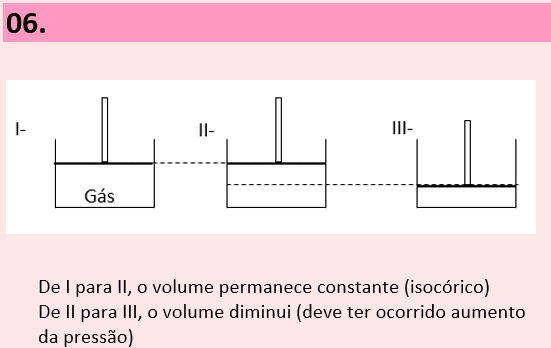 06.
I-
II-
III-
Gás
De I para II, o volume permanece constante (isocórico)
De II para III, o volume diminui (deve ter ocorrido aumento
da pressão)